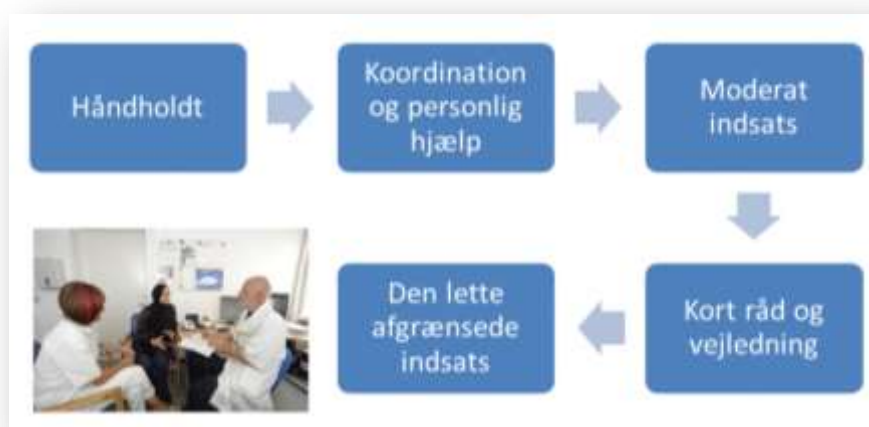 Håndholdt
Koordination
og personlig
hjælp
Moderat
indsats
Kort råd og
vejledning
Den lette
afgrænsede
indsats